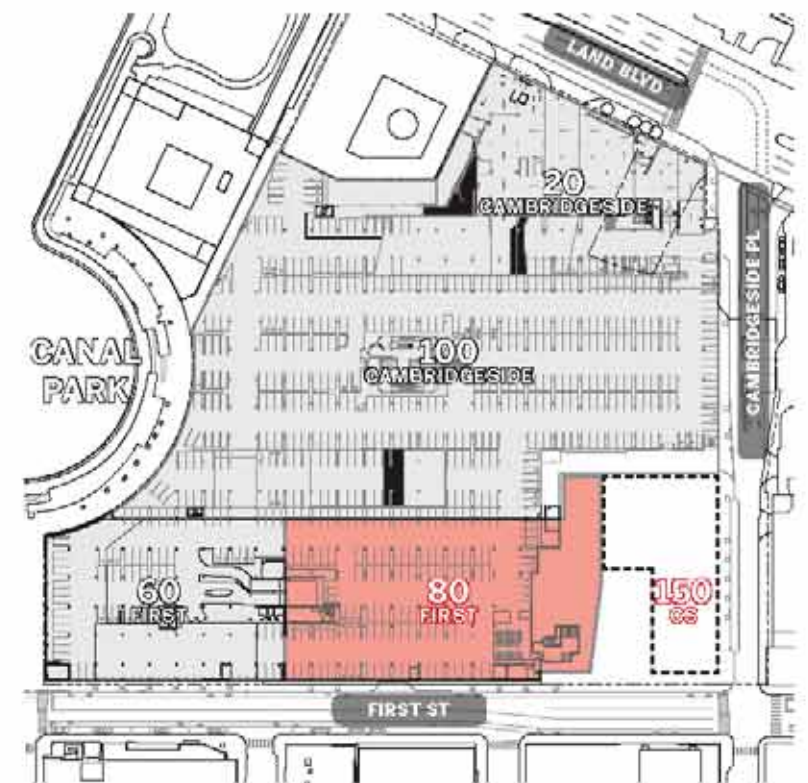 LAND BLVD
20
CAMBRIDGESIDE
CAMBRIDGESIDE PL
CANAL
PARK
100
CAMBRIDGESIDE
60
FIRST
80
FIRST
150
CS
FIRST ST